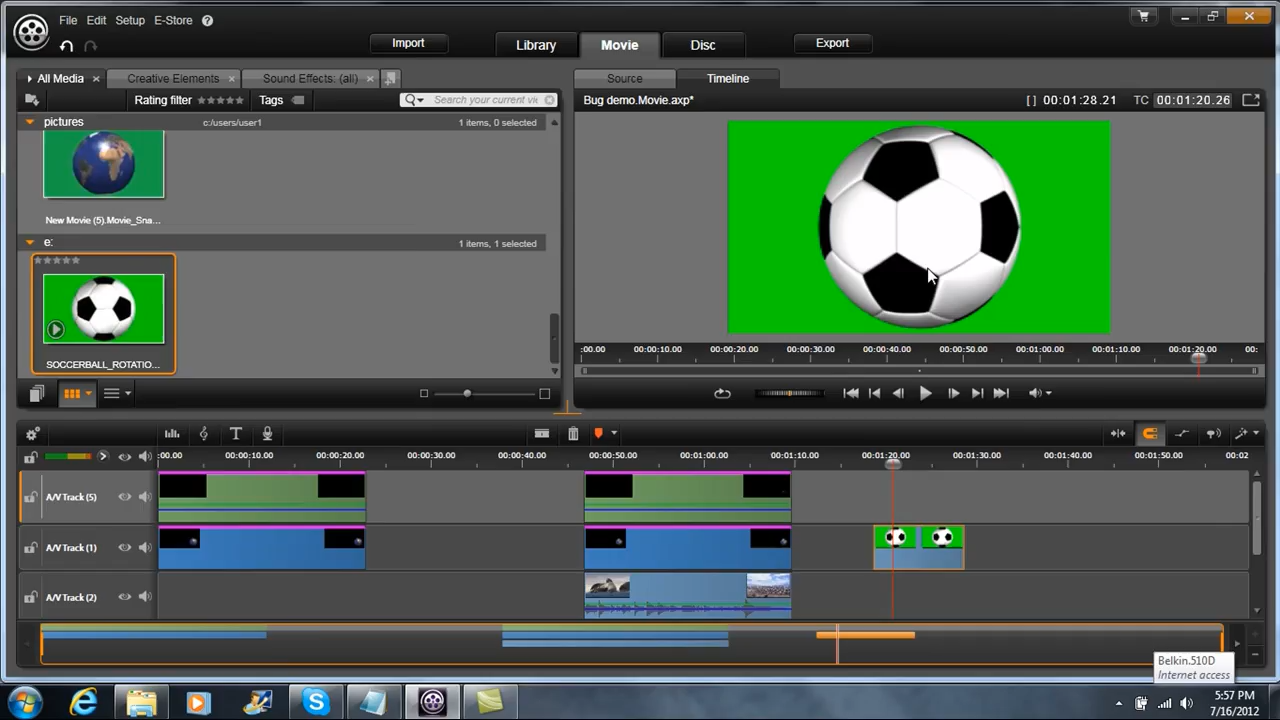 File Edit Setup E-Store ?
Import Library Movie Disc Export
All Media × Creative Elements × Sound Effects: (all) ×
Source Timeline
Rating filter Tags Search your current vi
Bug demo.Movie.axp* [ ] 00:01:28.21 TC 00:01:20.26
pictures c:/users/user1 1 items, 0 selected
New Movie (5).Movie_Sna...
e: 1 items, 1 selected
SOCCERBALL_ROTATIO...
:00.00 00:00:10.00 00:00:20.00 00:00:30.00 00:00:40.00 00:00:50.00 00:01:00.00 00:01:10.00 00:01:20.00 00:
:00.00 00:00:10.00 00:00:20.00 00:00:30.00 00:00:40.00 00:00:50.00 00:01:00.00 00:01:10.00 00:01:20.00 00:01:30.00 00:01:40.00 00:01:50.00 00:02
A/V Track (5)
A/V Track (1)
A/V Track (2)
Belkin.510D
Internet access
5:57 PM
7/16/2012